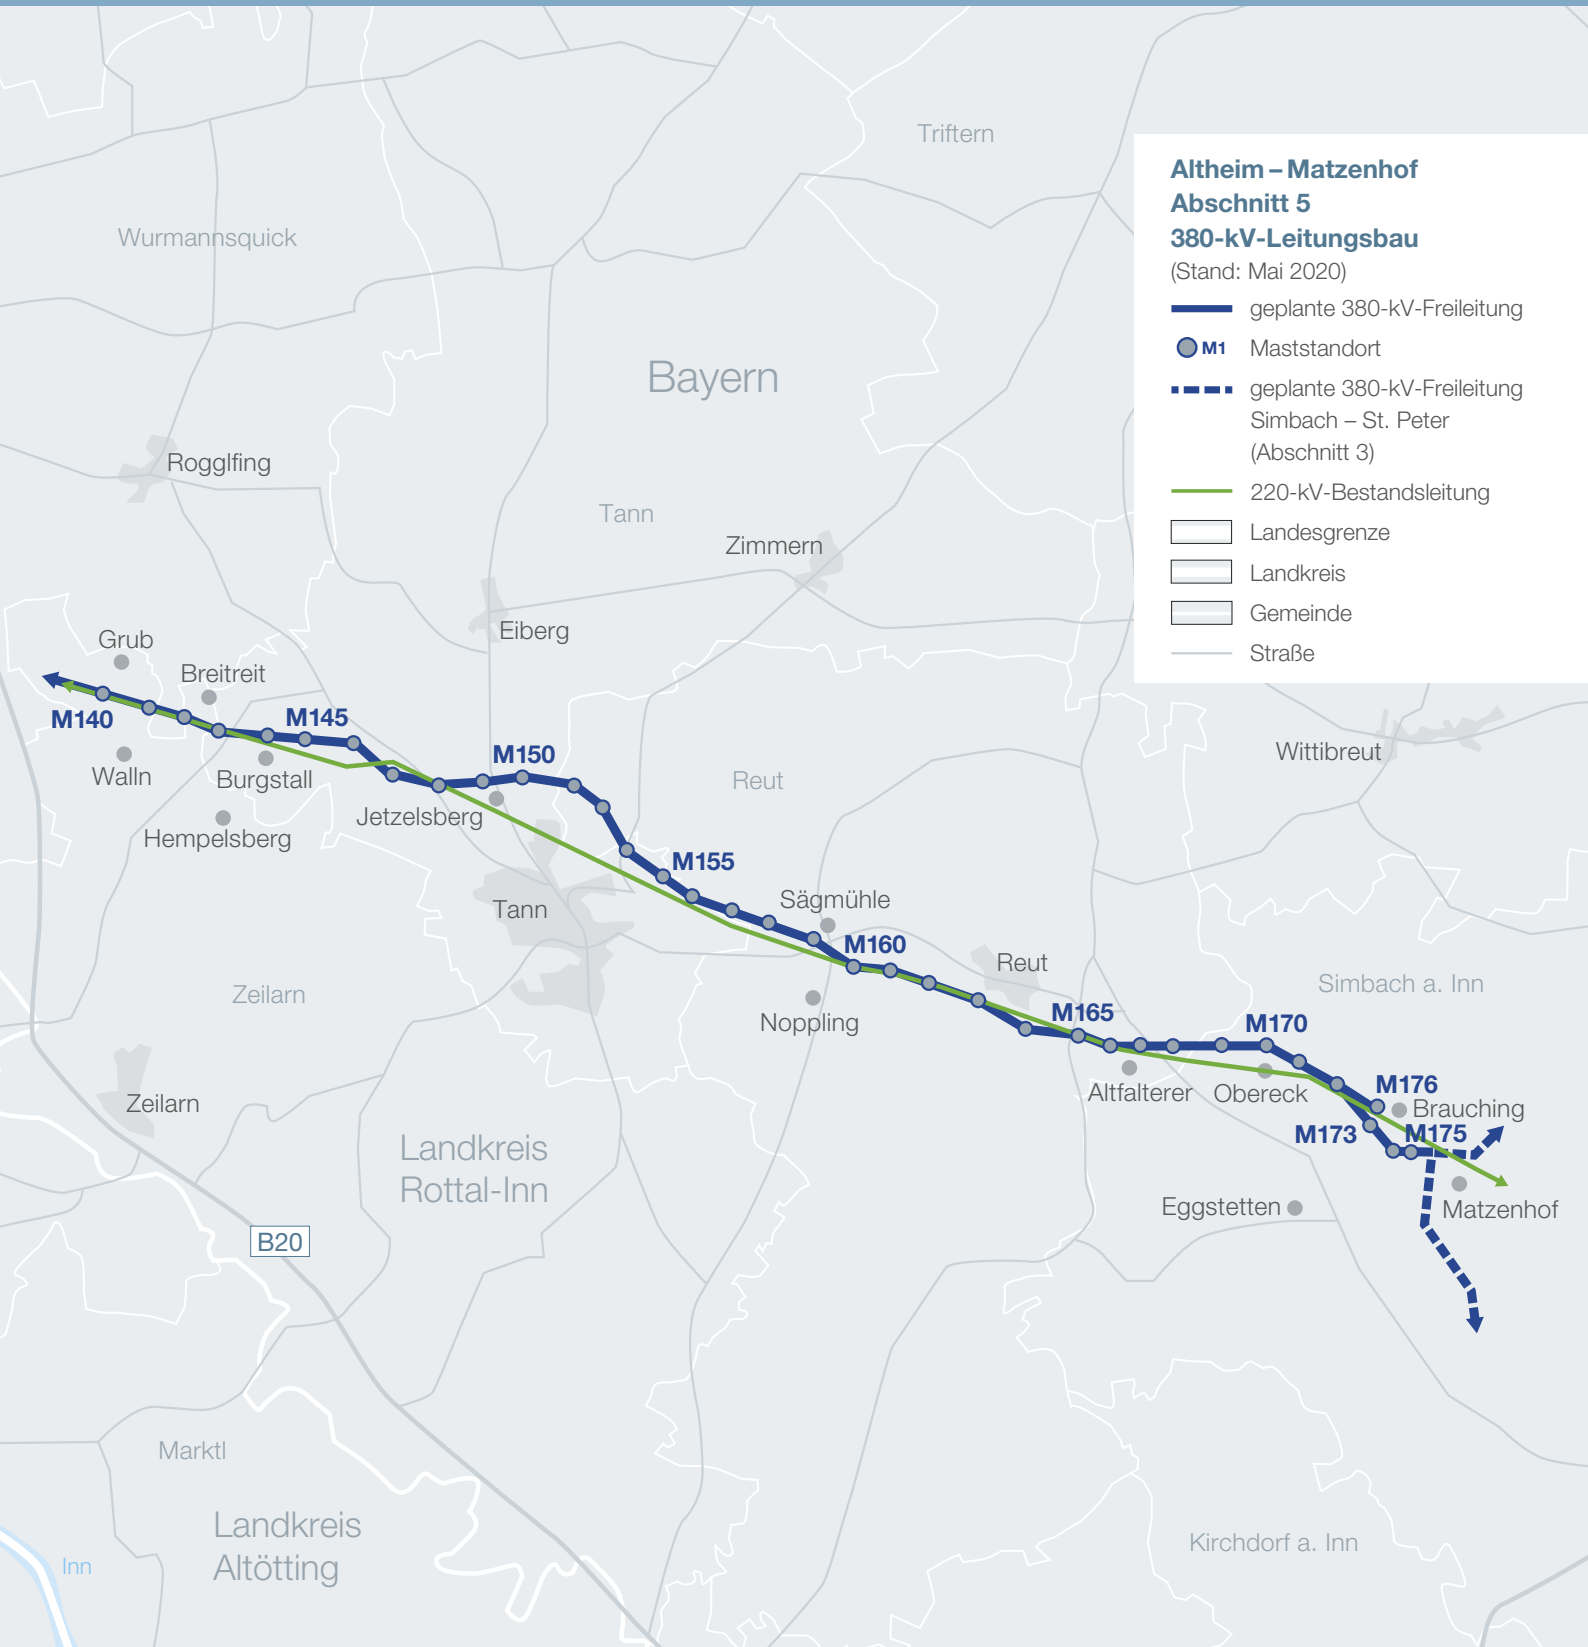 Triftern
Altheim – Matzenhof
Abschnitt 5
380-kV-Leitungsbau
(Stand: Mai 2020)
geplante 380-kV-Freileitung
M1 Maststandort
geplante 380-kV-Freileitung
Simbach – St. Peter
(Abschnitt 3)
220-kV-Bestandsleitung
Landesgrenze
Landkreis
Gemeinde
Straße
Wurmannsquick
Bayern
Rogglfing
Tann
Zimmern
Eiberg
Grub
Breitreit
M140
M145
M150
Walln
Burgstall
Wittibreut
Reut
Jetzelsberg
Hempelsberg
M155
Sägmühle
Tann
M160
Reut
Simbach a. Inn
Zeilarn
Noppling
M165
M170
Altfalterer
Obereck
M176
Brauching
Zeilarn
M173
M175
Landkreis
Rottal-Inn
Eggstetten
Matzenhof
B20
Marktl
Landkreis
Altötting
Inn
Kirchdorf a. Inn